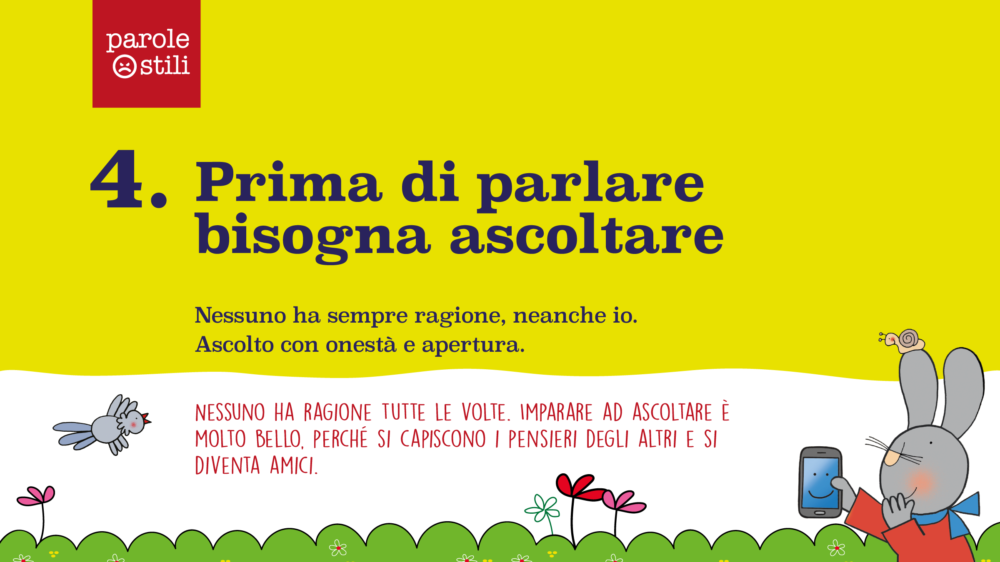 parole
stili
4. Prima di parlare
bisogna ascoltare
Nessuno ha sempre ragione, neanche io.
Ascolto con onestà e apertura.
NESSUNO HA RAGIONE TUTTE LE VOLTE. IMPARARE AD ASCOLTARE È
MOLTO BELLO, PERCHÉ SI CAPISCONO I PENSIERI DEGLI ALTRI E SI
DIVENTA AMICI.